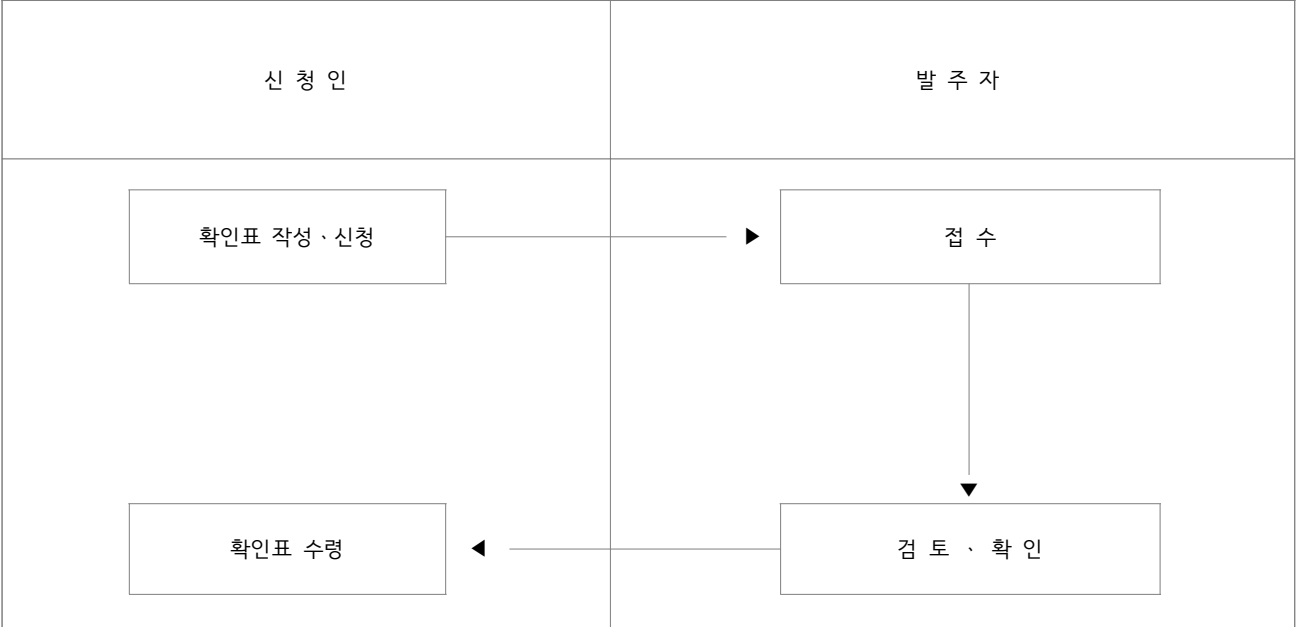 신 청 인
발 주 자
확인표 작성、신청
접 수
확인표 수령
검 토 、 확 인